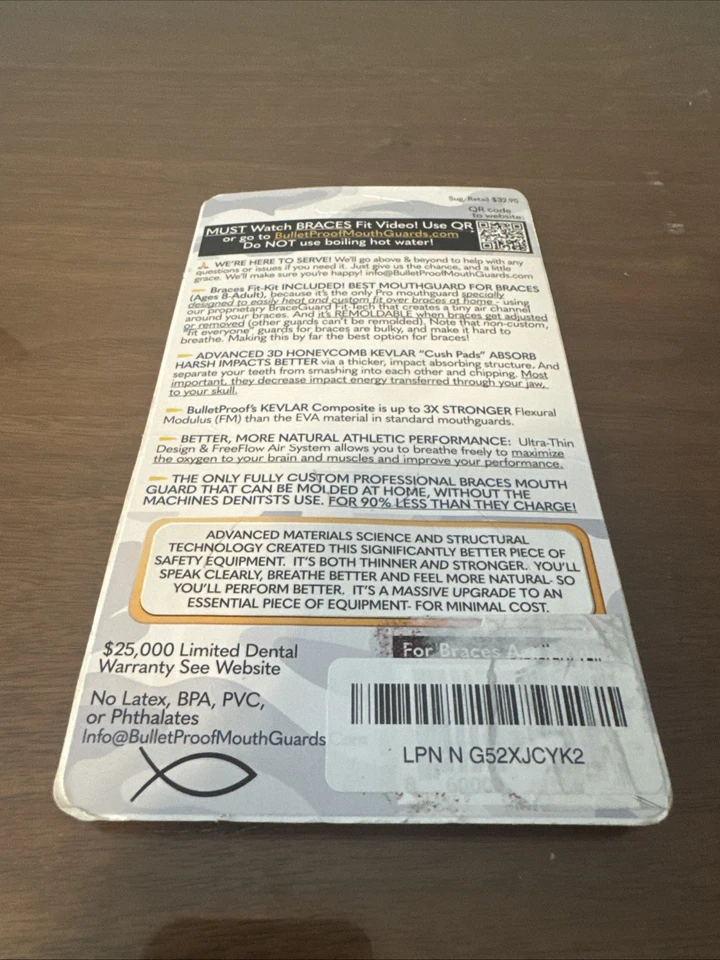 Sug. Retail $32.90
QR code
to website:
MUST Watch BRACES Fit Video! Use QR
or go to BulletProofMouthGuards.com
Do NOT use boiling hot water!
WE'RE HERE TO SERVE! We'll go above & beyond to help with any
questions or issues if you need it. Just give us the chance, and a little
grace. We'll make sure you're happy! info@BulletProofMouthGuards.com
Braces Fit-Kit INCLUDED! BEST MOUTHGUARD FOR BRACES
(Ages 8-Adult), because it's the only Pro mouthguard specially
designed to easily heat and custom fit over braces at home - using
our proprietary BraceGuard Fit-Tech that creates a tiny air channel
around your braces. And it's REMOLDABLE when braces get adjusted
or removed (other guards can't be remolded). Note that non-custom,
"fit everyone" guards for braces are bulky, and make it hard to
breathe. Making this by far the best option for braces!
ADVANCED 3D HONEYCOMB KEVLAR "Cush Pads" ABSORB
HARSH IMPACTS BETTER via a thicker, impact absorbing structure. And
separate your teeth from smashing into each other and chipping. Most
important, they decrease impact energy transferred through your jaw,
to your skull.
BulletProof's KEVLAR Composite is up to 3X STRONGER Flexural
Modulus (FM) than the EVA material in standard mouthguards.
BETTER, MORE NATURAL ATHLETIC PERFORMANCE: Ultra-Thin
Design & FreeFlow Air System allows you to breathe freely to maximize
the oxygen to your brain and muscles and improve your performance.
THE ONLY FULLY CUSTOM PROFESSIONAL BRACES MOUTH
GUARD THAT CAN BE MOLDED AT HOME, WITHOUT THE
MACHINES DENITSTS USE. FOR 90% LESS THAN THEY CHARGE!
ADVANCED MATERIALS SCIENCE AND STRUCTURAL
TECHNOLOGY CREATED THIS SIGNIFICANTLY BETTER PIECE OF
SAFETY EQUIPMENT. IT'S BOTH THINNER AND STRONGER. YOU'LL
SPEAK CLEARLY, BREATHE BETTER AND FEEL MORE NATURAL- SO
YOU'LL PERFORM BETTER. IT'S A MASSIVE UPGRADE TO AN
ESSENTIAL PIECE OF EQUIPMENT- FOR MINIMAL COST.
$25,000 Limited Dental
Warranty See Website
For Braces
No Latex, BPA, PVC,
or Phthalates
Info@BulletProofMouthGuards
LPN N G52XJCYK2